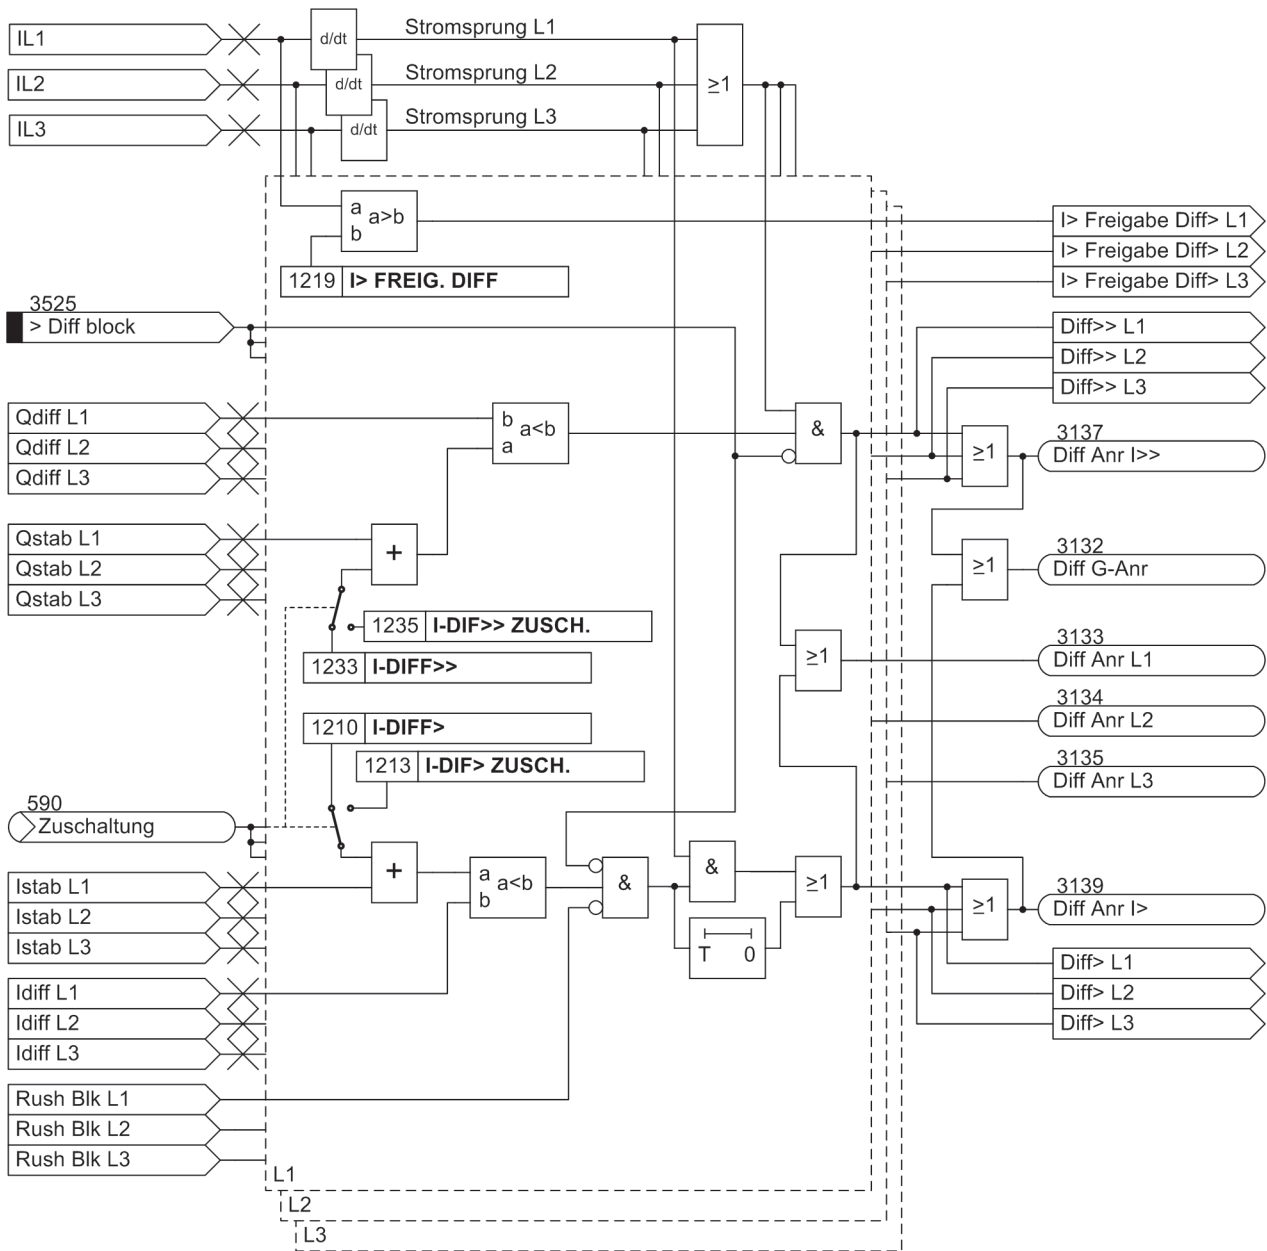 IL1
IL2
IL3
d/dt
d/dt
d/dt
Stromsprung L1
Stromsprung L2
Stromsprung L3
≥1
a
b
a>b
1219 I> FREIG. DIFF
I> Freigabe Diff> L1
I> Freigabe Diff> L2
I> Freigabe Diff> L3
3525
> Diff block
Diff>> L1
Diff>> L2
Diff>> L3
Qdiff L1
Qdiff L2
Qdiff L3
b
a
a<b
&
≥1
3137
Diff Anr I>>
Qstab L1
Qstab L2
Qstab L3
+
≥1
3132
Diff G-Anr
1235 I-DIF>> ZUSCH.
1233 I-DIFF>>
≥1
3133
Diff Anr L1
3134
Diff Anr L2
3135
Diff Anr L3
1210 I-DIFF>
1213 I-DIF> ZUSCH.
590
Zuschaltung
+
a
b
a<b
&
&
T 0
≥1
≥1
3139
Diff Anr I>
Istab L1
Istab L2
Istab L3
Idiff L1
Idiff L2
Idiff L3
Diff> L1
Diff> L2
Diff> L3
Rush Blk L1
Rush Blk L2
Rush Blk L3
L1
L2
L3